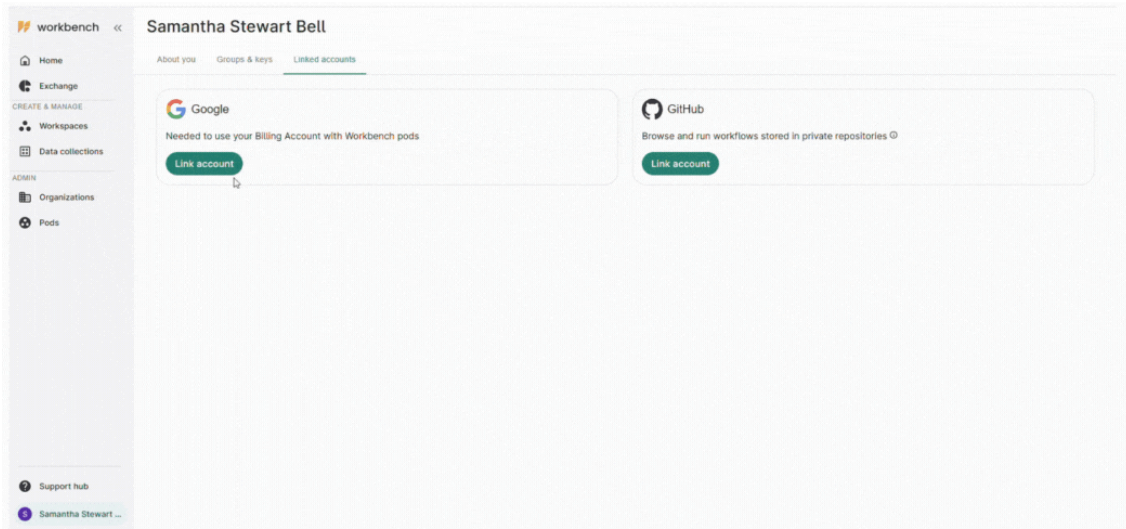 workbench
Home
Exchange
CREATE & MANAGE
Workspaces
Data collections
ADMIN
Organizations
Pods
Support hub
S
Samantha Stewart ...
Samantha Stewart Bell
About you
Groups & keys
Linked accounts
Google
Needed to use your Billing Account with Workbench pods
Link account
GitHub
Browse and run workflows stored in private repositories
Link account